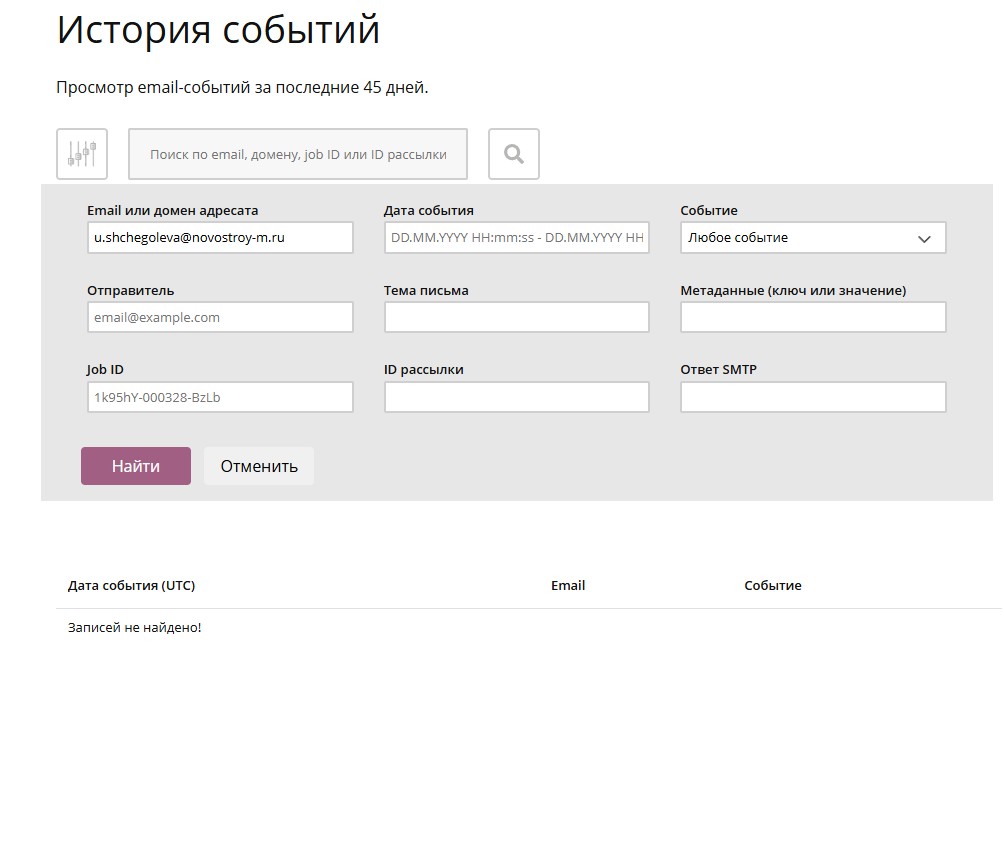 История событий
Просмотр email-событий за последние 45 дней.
Поиск по email, домену, job ID или ID рассылки
Email или домен адресата Дата события Событие
u.shchegoleva@novostroy-m.ru DD.MM.YYYY HH:mm:ss - DD.MM.YYYY HH Любое событие
Отправитель Тема письма Метаданные (ключ или значение)
email@example.com
Job ID ID рассылки Ответ SMTP
1k95hY-000328-BzLb
Найти Отменить
Дата события (UTC) Email Событие
Записей не найдено!